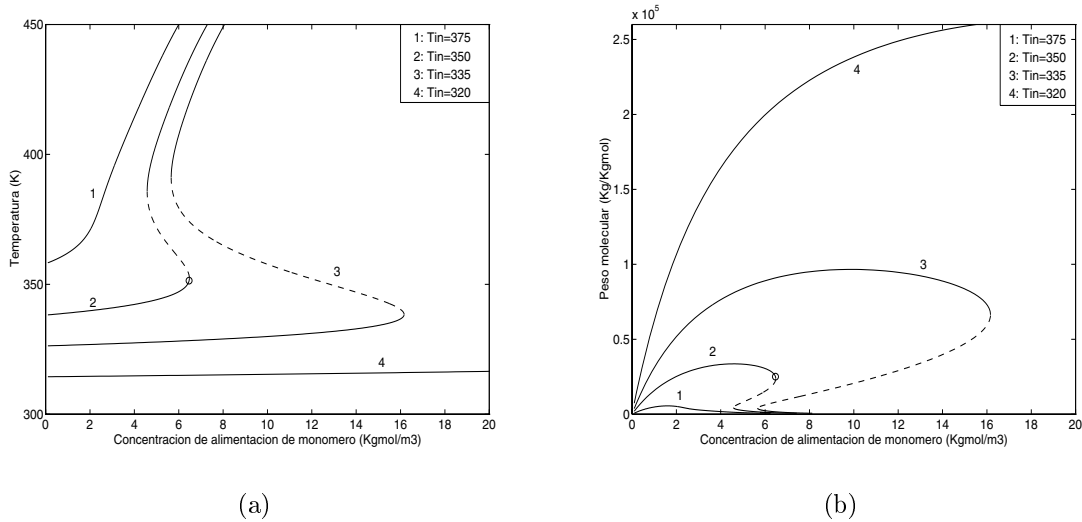 450
400
350
300
0
2
4
6
8
10
12
14
16
18
20
Temperatura (K)
Concentracion de alimentacion de monomero (Kgmol/m3)
1: Tin=375
2: Tin=350
3: Tin=335
4: Tin=320
1
2
3
4
(a)
x 10^5
2.5
2
1.5
1
0.5
0
0
2
4
6
8
10
12
14
16
18
20
Peso molecular (Kg/Kgmol)
Concentracion de alimentacion de monomero (Kgmol/m3)
1: Tin=375
2: Tin=350
3: Tin=335
4: Tin=320
4
3
2
1
(b)